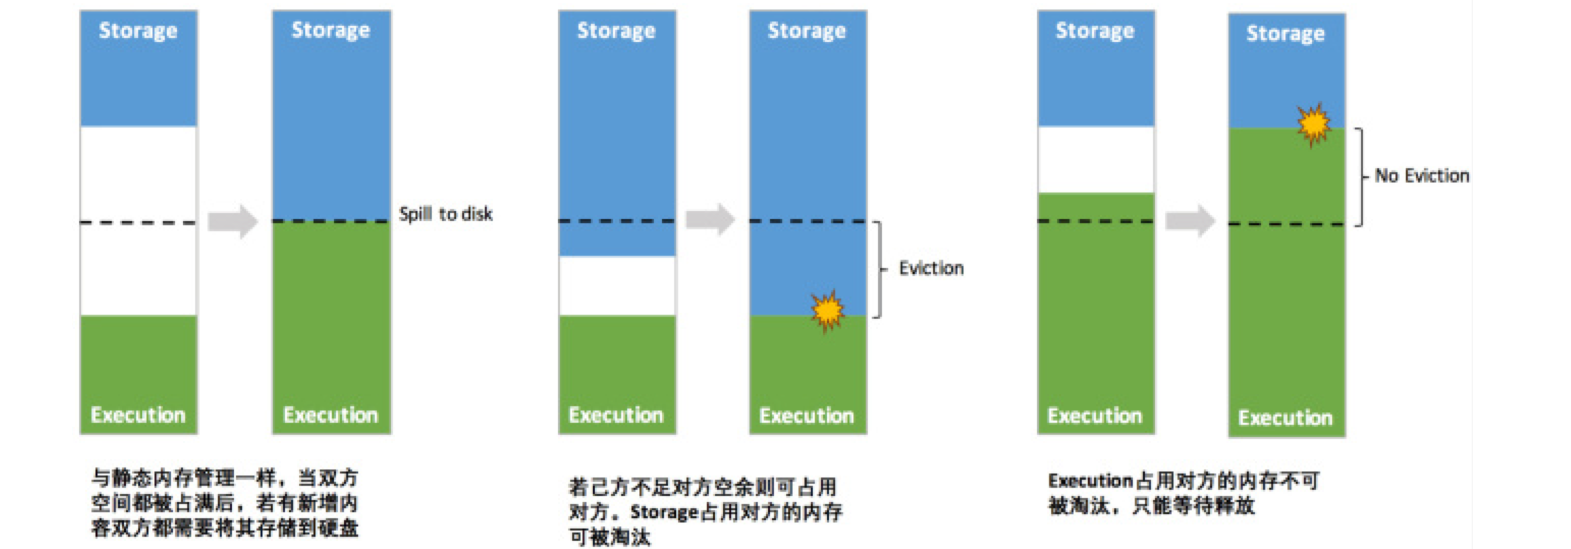 Storage
Storage
Spill to disk
Execution
Execution
与静态内存管理一样，当双方
空间都被占满后，若有新增内
容双方都需要将其存储到硬盘
Storage
Storage
Eviction
Execution
Execution
若己方不足对方空余则可占用
对方。Storage占用对方的内存
可被淘汰
Storage
Storage
No Eviction
Execution
Execution
Execution占用对方的内存不可
被淘汰，只能等待释放